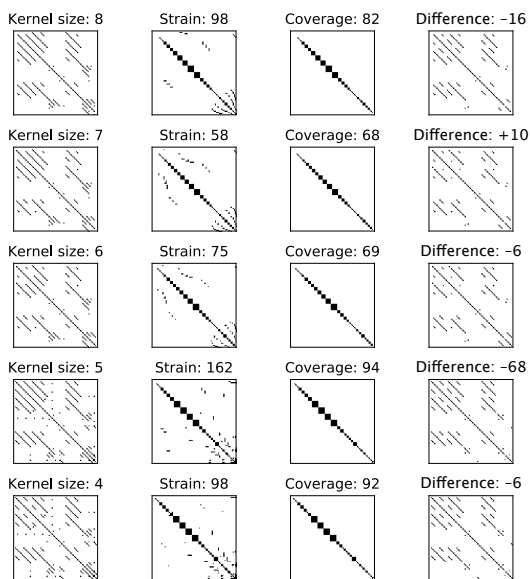 Kernel size: 8 Strain: 98 Coverage: 82 Difference: –16
Kernel size: 7 Strain: 58 Coverage: 68 Difference: +10
Kernel size: 6 Strain: 75 Coverage: 69 Difference: –6
Kernel size: 5 Strain: 162 Coverage: 94 Difference: –68
Kernel size: 4 Strain: 98 Coverage: 92 Difference: –6